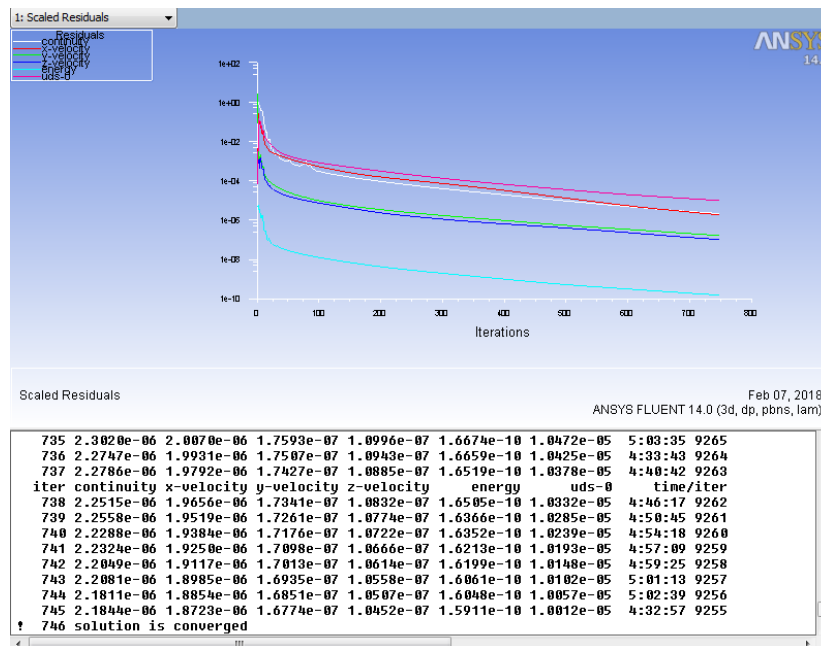 1: Scaled Residuals
Residuals
continuity
x-velocity
y-velocity
z-velocity
energy
uds-0
ANSYS
14.
1e+02
1e+00
1e-02
1e-04
1e-06
1e-08
1e-10
0 100 200 300 400 500 600 700 800
Iterations
Scaled Residuals
Feb 07, 2018
ANSYS FLUENT 14.0 (3d, dp, pbns, lam)
735 2.3020e-06 2.0070e-06 1.7593e-07 1.0996e-07 1.6674e-10 1.0472e-05 5:03:35 9265
736 2.2747e-06 1.9931e-06 1.7507e-07 1.0943e-07 1.6659e-10 1.0425e-05 4:33:43 9264
737 2.2786e-06 1.9792e-06 1.7427e-07 1.0885e-07 1.6519e-10 1.0378e-05 4:40:42 9263
iter continuity x-velocity y-velocity z-velocity energy uds-0 time/iter
738 2.2515e-06 1.9656e-06 1.7341e-07 1.0832e-07 1.6505e-10 1.0332e-05 4:46:17 9262
739 2.2558e-06 1.9519e-06 1.7261e-07 1.0774e-07 1.6366e-10 1.0285e-05 4:50:45 9261
740 2.2288e-06 1.9384e-06 1.7176e-07 1.0722e-07 1.6352e-10 1.0239e-05 4:54:18 9260
741 2.2324e-06 1.9250e-06 1.7098e-07 1.0666e-07 1.6213e-10 1.0193e-05 4:57:09 9259
742 2.2049e-06 1.9117e-06 1.7013e-07 1.0614e-07 1.6199e-10 1.0148e-05 4:59:25 9258
743 2.2081e-06 1.8985e-06 1.6935e-07 1.0558e-07 1.6061e-10 1.0102e-05 5:01:13 9257
744 2.1811e-06 1.8854e-06 1.6851e-07 1.0507e-07 1.6048e-10 1.0057e-05 5:02:39 9256
745 2.1844e-06 1.8723e-06 1.6774e-07 1.0452e-07 1.5911e-10 1.0012e-05 4:32:57 9255
! 746 solution is converged